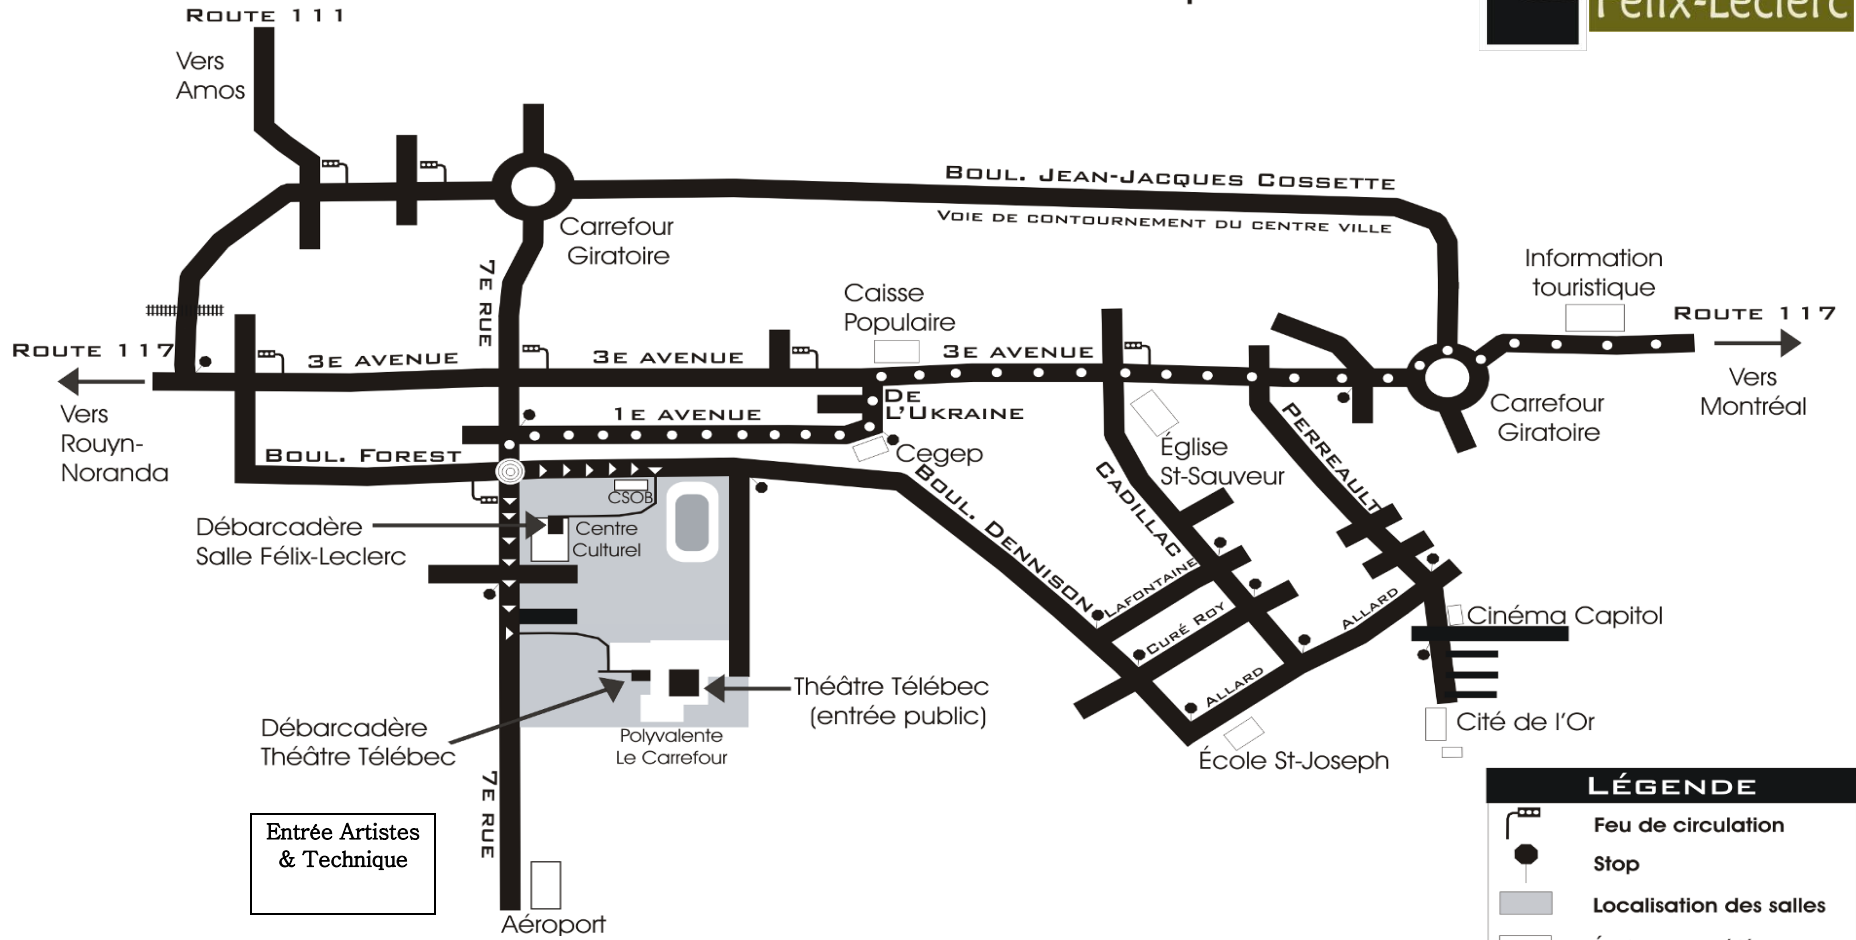 Route 111
Félix-Leclerc
Vers
Amos
Boul. Jean-Jacques Cossette
Voie de contournement du centre ville
Carrefour
Giratoire
7e rue
Information
touristique
Route 117
Vers
Montréal
Caisse
Populaire
Route 117
3e avenue
3e avenue
3e avenue
Vers
Rouyn-
Noranda
De
l'Ukraine
1e avenue
Carrefour
Giratoire
Perreault
Église
St-Sauveur
Cegep
Boul. Forest
Boul. Dennison
Cadillac
CSOB
Débarcadère
Salle Félix-Leclerc
Centre
Culturel
Lafontaine
Curé Roy
Allard
Allard
Cinéma Capitol
Théâtre Télébec
(entrée public)
Débarcadère
Théâtre Télébec
Polyvalente
Le Carrefour
Cité de l'Or
École St-Joseph
7e rue
Entrée Artistes
& Technique
Aéroport
Légende
Feu de circulation
Stop
Localisation des salles